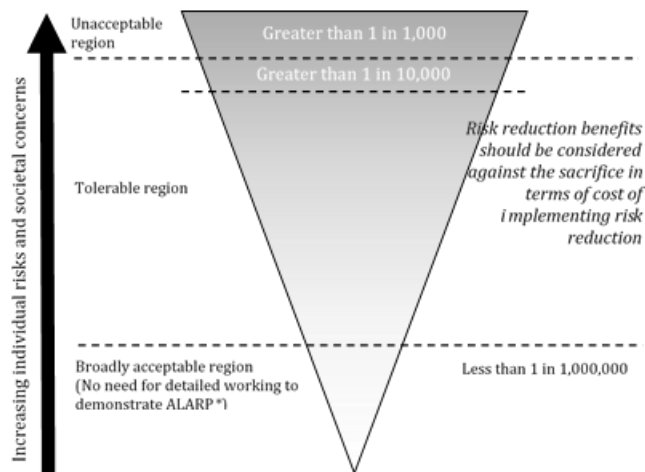 Increasing individual risks and societal concerns
Unacceptable
region
Greater than 1 in 1,000
Greater than 1 in 10,000
Tolerable region
Risk reduction benefits
should be considered
against the sacrifice in
terms of cost of
implementing risk
reduction
Broadly acceptable region
(No need for detailed working to
demonstrate ALARP *)
Less than 1 in 1,000,000